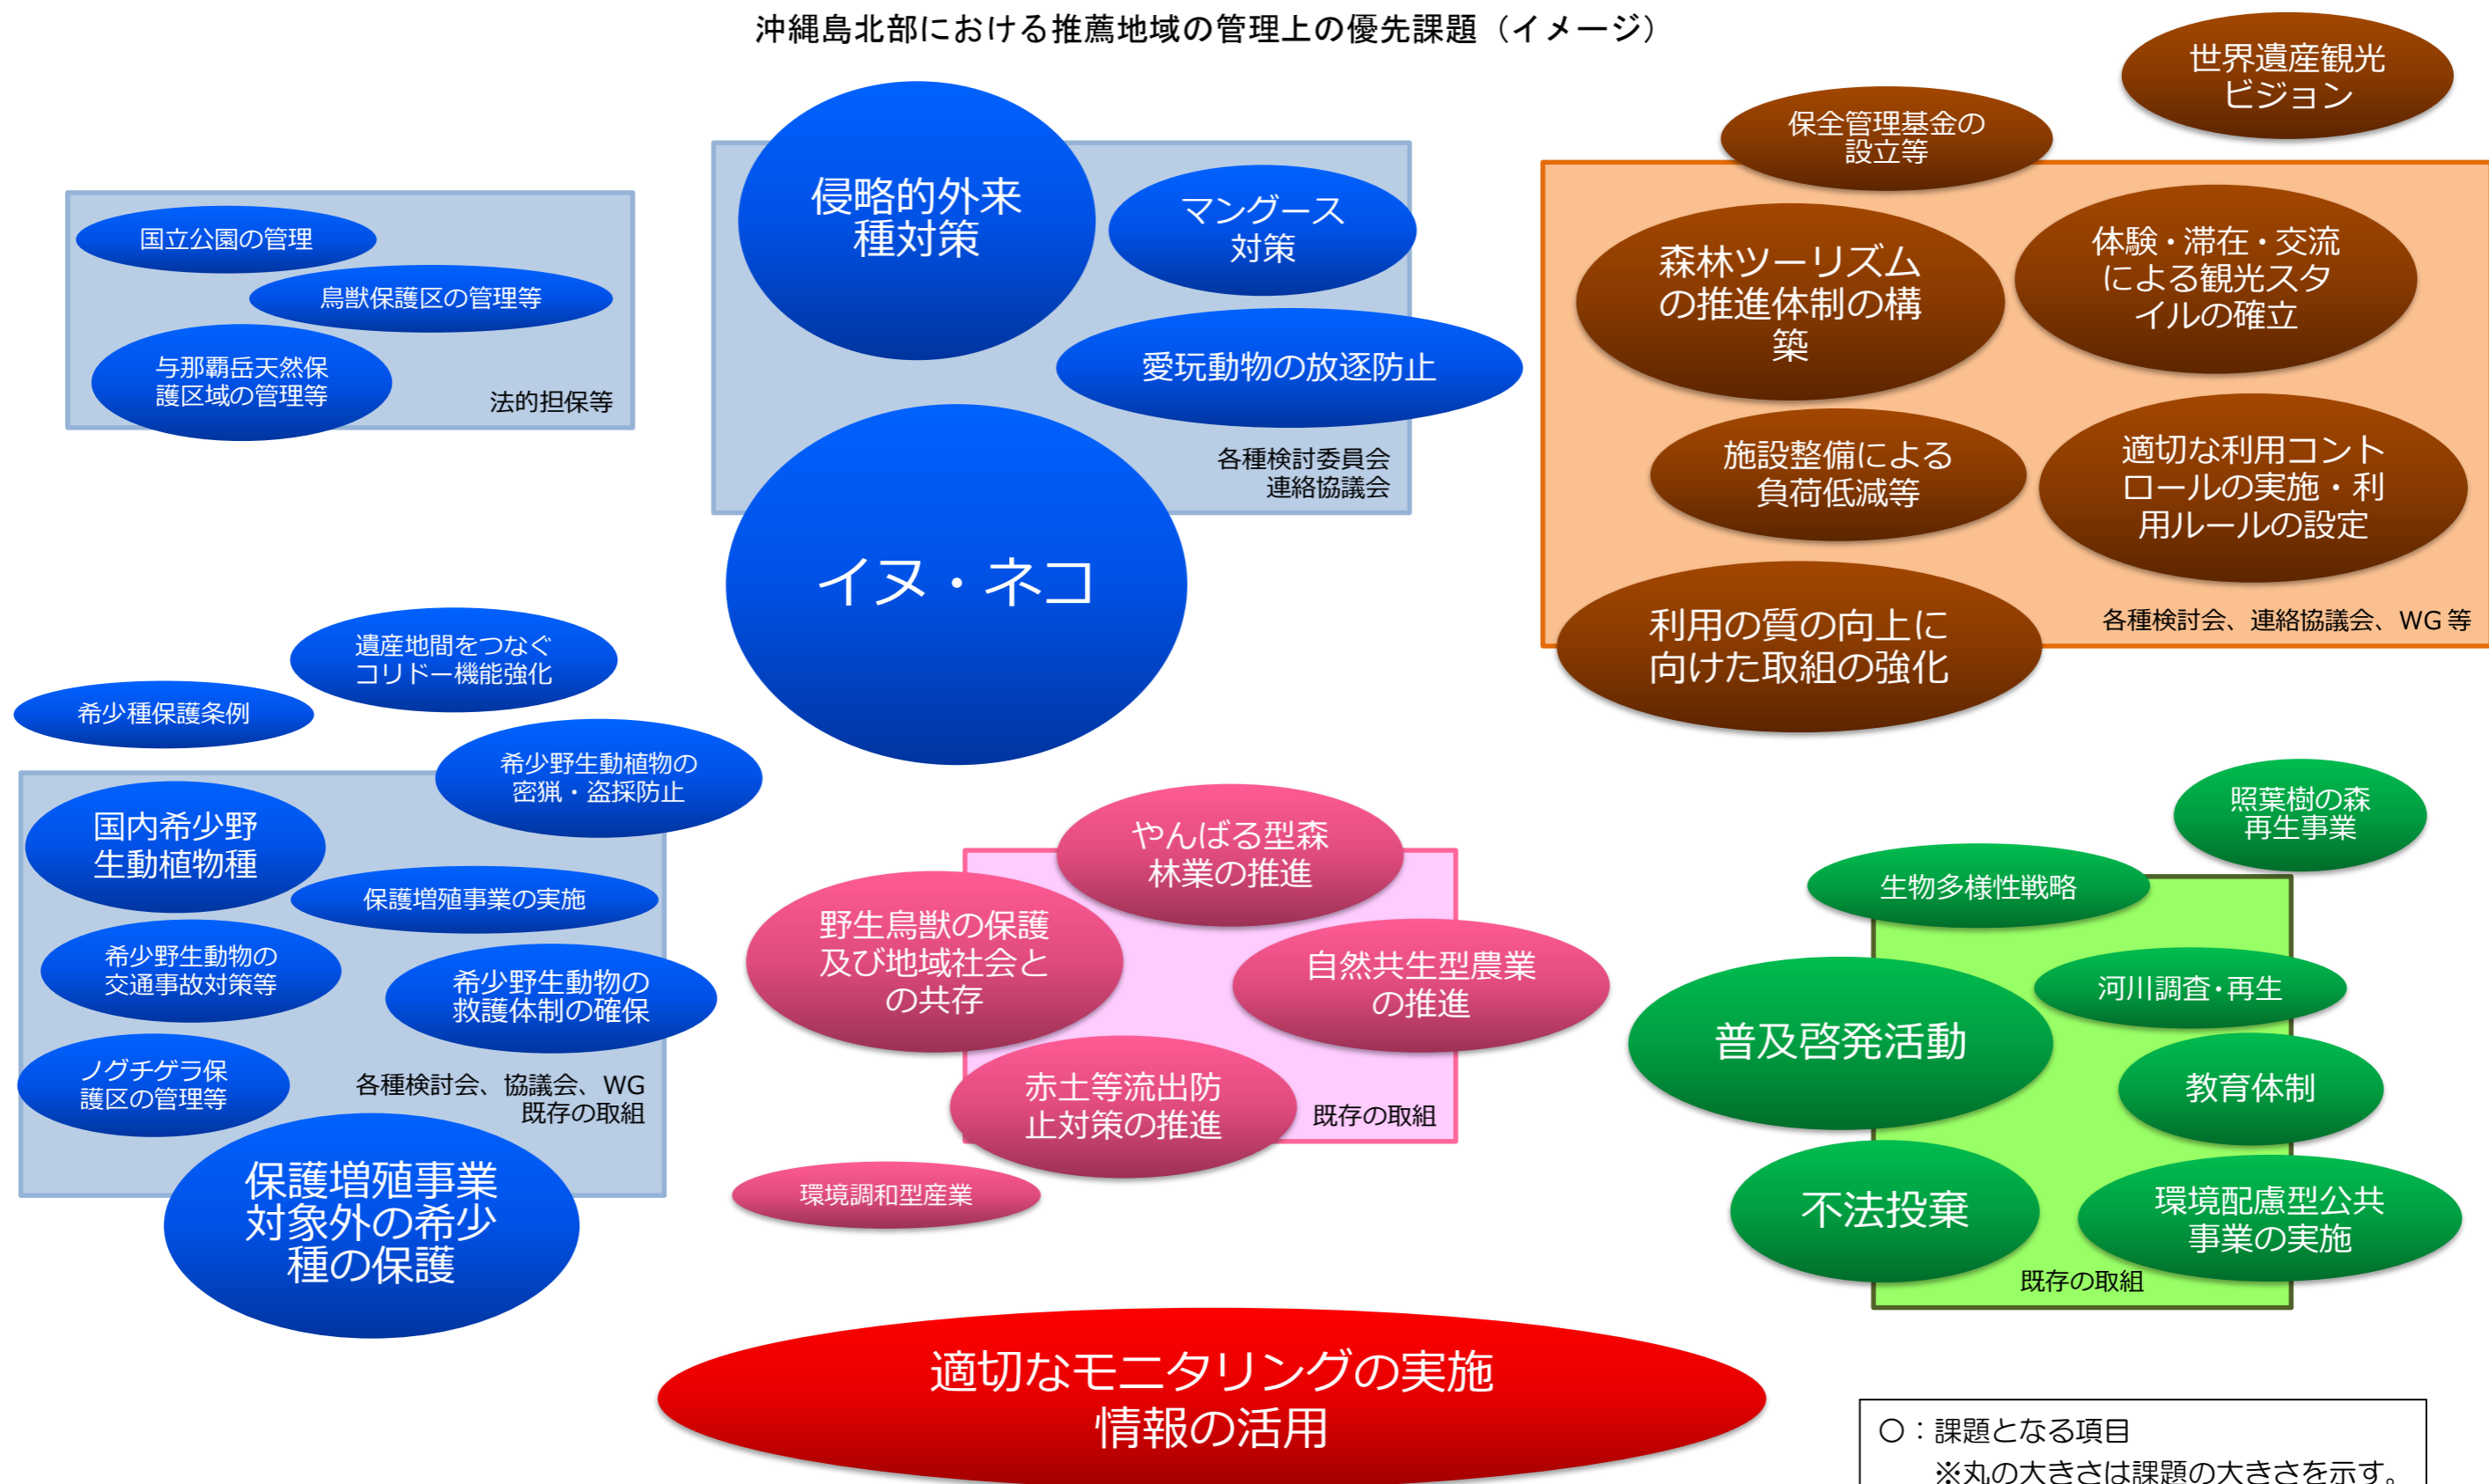 沖縄島北部における推薦地域の管理上の優先課題（イメージ）
国立公園の管理
鳥獣保護区の管理等
与那覇岳天然保
護区域の管理等
法的担保等
侵略的外来
種対策
マングース
対策
愛玩動物の放逐防止
各種検討委員会
連絡協議会
イヌ・ネコ
世界遺産観光
ビジョン
保全管理基金の
設立等
森林ツーリズム
の推進体制の構
築
体験・滞在・交流
による観光スタ
イルの確立
施設整備による
負荷低減等
適切な利用コント
ロールの実施・利
用ルールの設定
各種検討会、連絡協議会、WG等
利用の質の向上に
向けた取組の強化
遺産地間をつなぐ
コリドー機能強化
希少種保護条例
希少野生動植物の
密猟・盗採防止
国内希少野
生動植物種
保護増殖事業の実施
希少野生動物の
交通事故対策等
希少野生動物の
救護体制の確保
ノグチゲラ保
護区の管理等
各種検討会、協議会、WG
既存の取組
保護増殖事業
対象外の希少
種の保護
やんばる型森
林業の推進
野生鳥獣の保護
及び地域社会と
の共存
自然共生型農業
の推進
赤土等流出防
止対策の推進
既存の取組
環境調和型産業
照葉樹の森
再生事業
生物多様性戦略
河川調査・再生
普及啓発活動
教育体制
不法投棄
環境配慮型公共
事業の実施
既存の取組
適切なモニタリングの実施
情報の活用
〇：課題となる項目
※丸の大きさは課題の大きさを示す。